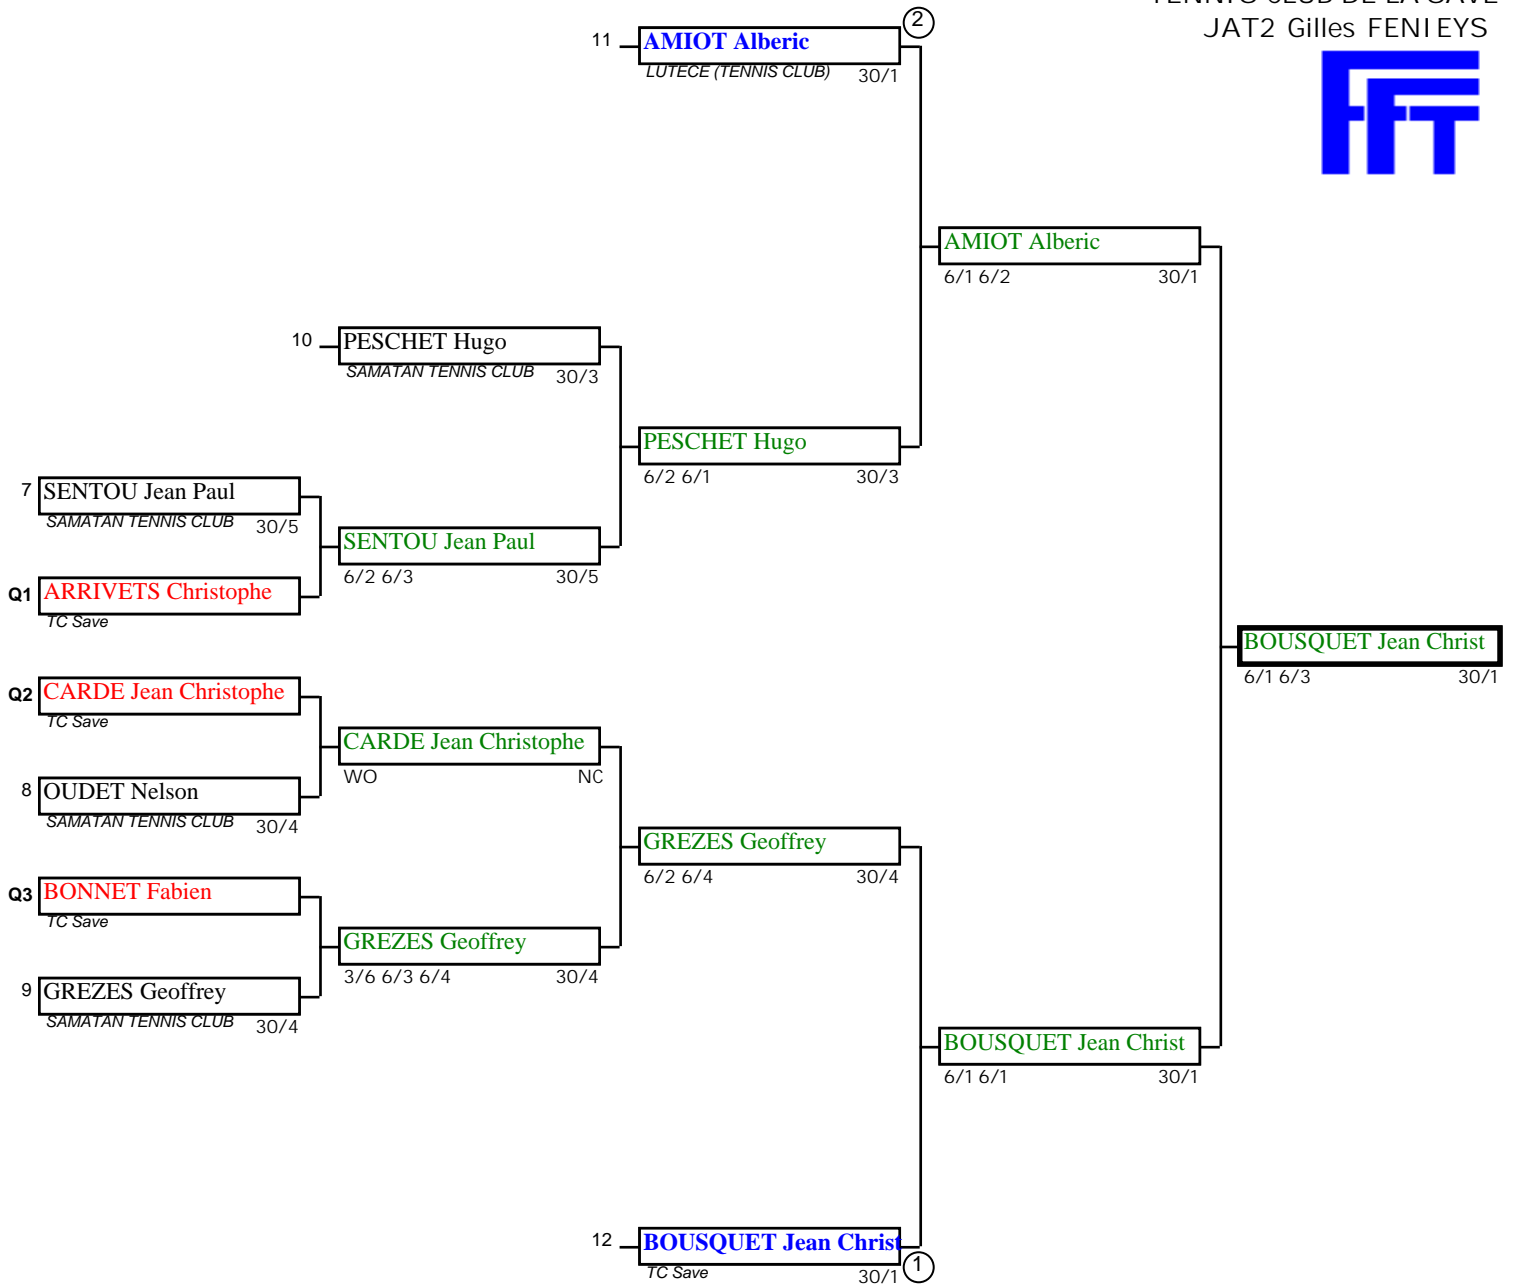 JAT2 Gilles FENIEYS
FFT
2
11 AMIOT Alberic
LUTECE (TENNIS CLUB) 30/1
AMIOT Alberic
6/1 6/2 30/1
10 PESCHET Hugo
SAMATAN TENNIS CLUB 30/3
PESCHET Hugo
6/2 6/1 30/3
7 SENTOU Jean Paul
SAMATAN TENNIS CLUB 30/5
SENTOU Jean Paul
6/2 6/3 30/5
Q1 ARRIVETS Christophe
TC Save
BOUSQUET Jean Christ
6/1 6/3 30/1
Q2 CARDE Jean Christophe
TC Save
CARDE Jean Christophe
WO NC
8 OUDET Nelson
SAMATAN TENNIS CLUB 30/4
GREZES Geoffrey
6/2 6/4 30/4
Q3 BONNET Fabien
TC Save
GREZES Geoffrey
3/6 6/3 6/4 30/4
9 GREZES Geoffrey
SAMATAN TENNIS CLUB 30/4
BOUSQUET Jean Christ
6/1 6/1 30/1
12 BOUSQUET Jean Christ
TC Save 30/1
1